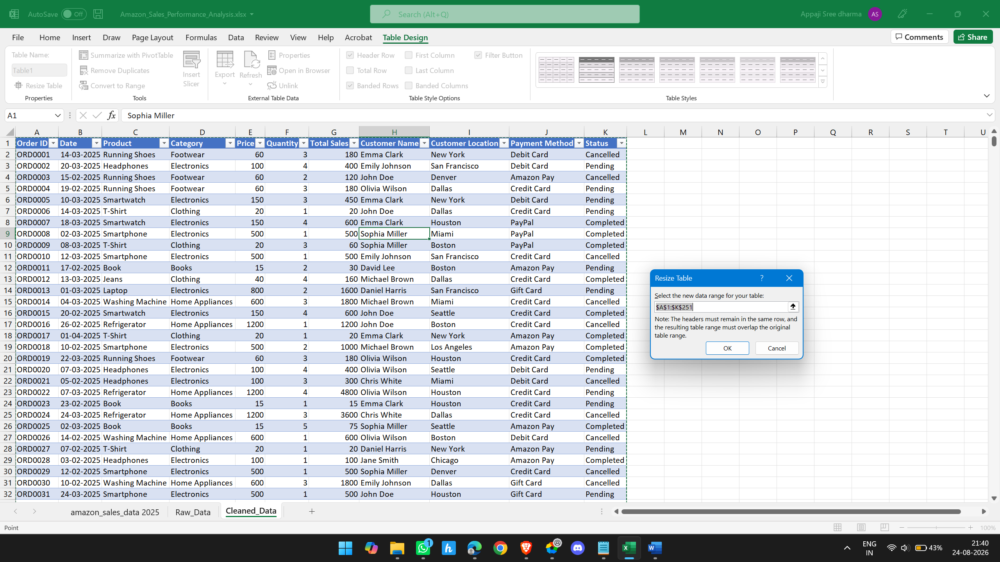 AutoSave Off Amazon_Sales_Performance_Analysis.xlsx Search (Alt+Q) Appaji Sree dharma AS
File Home Insert Draw Page Layout Formulas Data Review View Help Acrobat Table Design Comments Share
Table Name:
Table1
Resize Table
Properties
Summarize with PivotTable
Remove Duplicates
Convert to Range
Insert
Slicer
Tools
Export
Refresh
Properties
Open in Browser
Unlink
External Table Data
Header Row First Column Filter Button
Total Row Last Column
Banded Rows Banded Columns
Table Style Options
Table Styles
A1 fx Sophia Miller
A B C D E F G H I J K L M N O P Q R S T U
1 Order ID Date Product Category Price Quantity Total Sales Customer Name Customer Location Payment Method Status
2 ORD0001 14-03-2025 Running Shoes Footwear 60 3 180 Emma Clark New York Debit Card Cancelled
3 ORD0002 20-03-2025 Headphones Electronics 100 4 400 Emily Johnson San Francisco Debit Card Pending
4 ORD0003 15-02-2025 Running Shoes Footwear 60 2 120 John Doe Denver Amazon Pay Cancelled
5 ORD0004 19-02-2025 Running Shoes Footwear 60 3 180 Olivia Wilson Dallas Credit Card Pending
6 ORD0005 10-03-2025 Smartwatch Electronics 150 3 450 Emma Clark New York Debit Card Pending
7 ORD0006 14-03-2025 T-Shirt Clothing 20 1 20 John Doe Dallas Credit Card Pending
8 ORD0007 18-03-2025 Smartwatch Electronics 150 4 600 Emma Clark Houston PayPal Completed
9 ORD0008 02-03-2025 Smartphone Electronics 500 1 500 Sophia Miller Miami PayPal Completed
10 ORD0009 08-03-2025 T-Shirt Clothing 20 3 60 Sophia Miller Boston PayPal Completed
11 ORD0010 12-03-2025 Smartphone Electronics 500 1 500 Emily Johnson San Francisco Credit Card Cancelled
12 ORD0011 17-02-2025 Book Books 15 2 30 David Lee Boston Amazon Pay Pending
13 ORD0012 13-03-2025 Jeans Clothing 40 4 160 Michael Brown Dallas Credit Card Completed
14 ORD0013 01-03-2025 Laptop Electronics 800 2 1600 Daniel Harris San Francisco Gift Card Pending
15 ORD0014 04-03-2025 Washing Machine Home Appliances 600 3 1800 Michael Brown Miami Credit Card Cancelled
16 ORD0015 20-02-2025 Smartwatch Electronics 150 4 600 John Doe Seattle Credit Card Completed
17 ORD0016 26-02-2025 Refrigerator Home Appliances 1200 1 1200 John Doe Boston Credit Card Cancelled
18 ORD0017 01-04-2025 T-Shirt Clothing 20 1 20 Emma Clark New York Amazon Pay Completed
19 ORD0018 10-02-2025 Smartphone Electronics 500 2 1000 Michael Brown Los Angeles Amazon Pay Completed
20 ORD0019 22-03-2025 Running Shoes Footwear 60 3 180 Olivia Wilson Houston Credit Card Completed
21 ORD0020 07-03-2025 Headphones Electronics 100 4 400 Olivia Wilson Seattle Debit Card Pending
22 ORD0021 05-02-2025 Headphones Electronics 100 3 300 Chris White Miami Debit Card Cancelled
23 ORD0022 07-03-2025 Refrigerator Home Appliances 1200 4 4800 Olivia Wilson Houston Credit Card Pending
24 ORD0023 23-02-2025 Book Books 15 1 15 Emma Clark Houston Credit Card Pending
25 ORD0024 24-03-2025 Refrigerator Home Appliances 1200 3 3600 Chris White Dallas Credit Card Cancelled
26 ORD0025 02-03-2025 Book Books 15 5 75 Sophia Miller Seattle Amazon Pay Completed
27 ORD0026 14-02-2025 Washing Machine Home Appliances 600 1 600 Olivia Wilson Boston Debit Card Cancelled
28 ORD0027 07-02-2025 T-Shirt Clothing 20 1 20 Daniel Harris New York Amazon Pay Pending
29 ORD0028 03-02-2025 Headphones Electronics 100 1 100 Jane Smith Chicago Amazon Pay Completed
30 ORD0029 12-02-2025 Smartphone Electronics 500 1 500 Sophia Miller Denver Credit Card Cancelled
31 ORD0030 10-02-2025 Washing Machine Home Appliances 600 3 1800 Emily Johnson Dallas Gift Card Cancelled
32 ORD0031 24-03-2025 Smartphone Electronics 500 1 500 John Doe Houston Gift Card Pending
Resize Table ?
Select the new data range for your table:
$A$1:$K$251
Note: The headers must remain in the same row, and
the resulting table range must overlap the original
table range.
OK Cancel
amazon_sales_data 2025 Raw_Data Cleaned_Data
Point 100%
1 h W ENG
IN 43% 21:40
24-08-2026